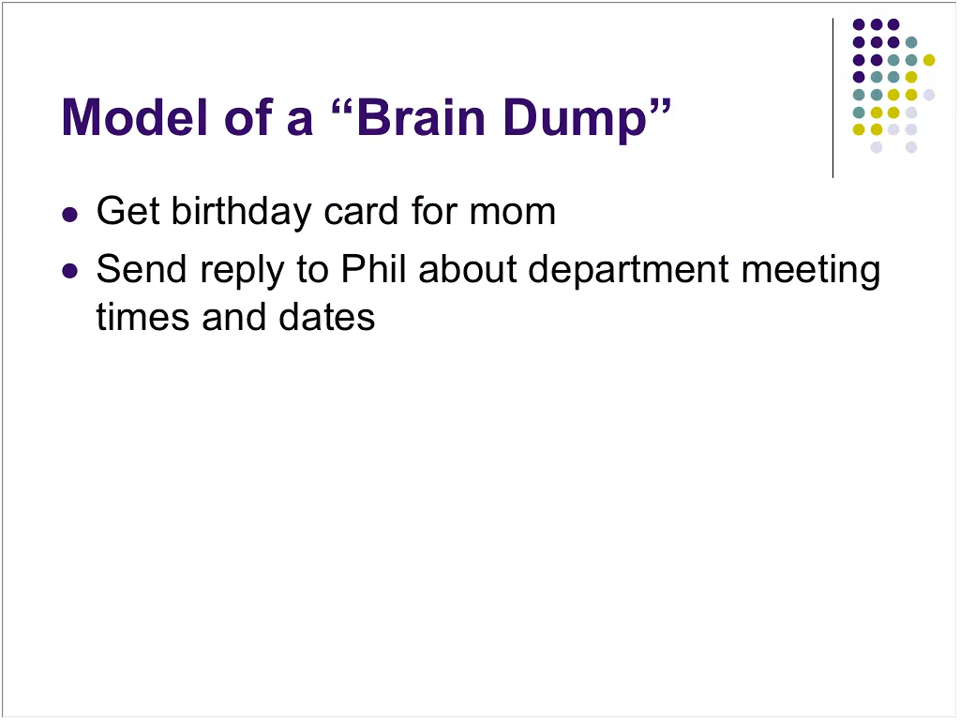 Model of a “Brain Dump”
Get birthday card for mom
Send reply to Phil about department meeting
times and dates